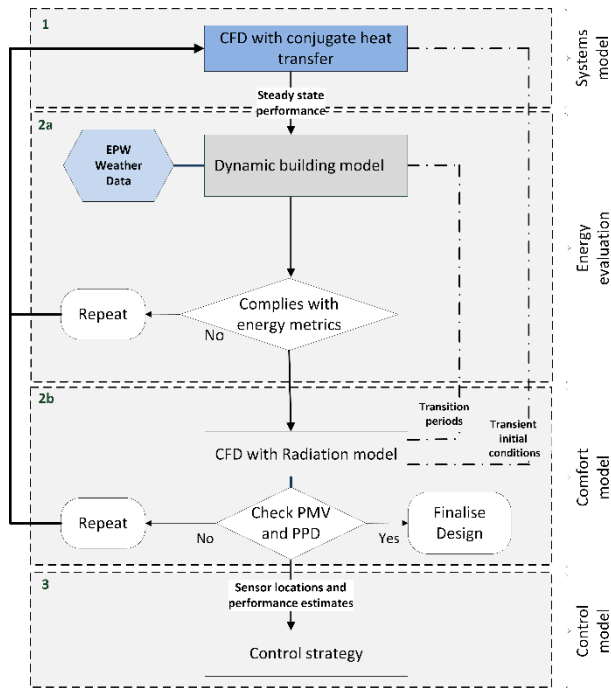 1
CFD with conjugate heat
transfer
Systems model
Steady state
performance
2a
EPW
Weather
Data
Dynamic building model
Energy
evaluation
Complies with
energy metrics
Repeat
No
2b
Transition
periods
Transient
initial
conditions
CFD with Radiation model
Comfort
model
Check PMV
and PPD
Repeat
No
Yes
Finalise
Design
3
Sensor locations and
performance estimates
Control strategy
Control
model